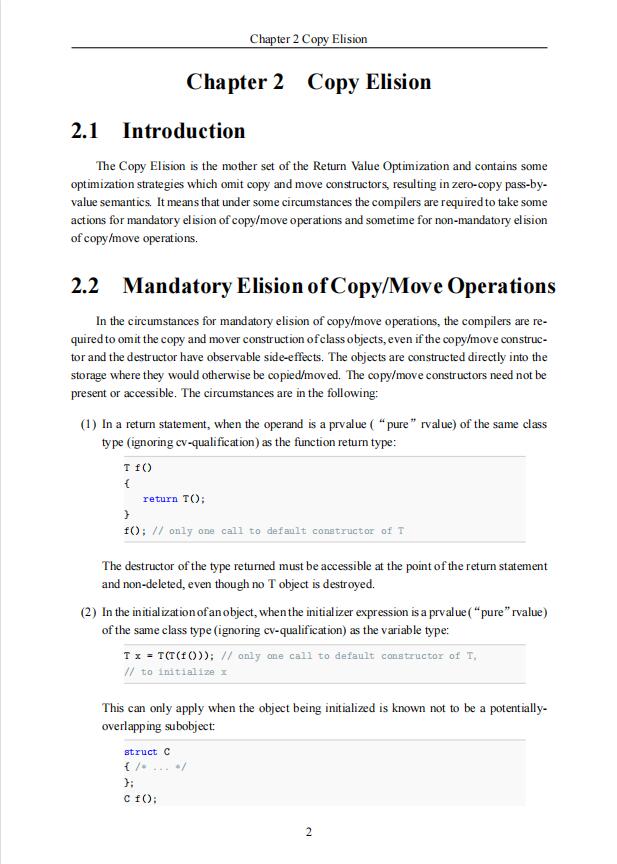 Chapter 2 Copy Elision
Chapter 2 Copy Elision
2.1 Introduction
The Copy Elision is the mother set of the Return Value Optimization and contains some
optimization strategies which omit copy and move constructors, resulting in zero-copy pass-by-
value semantics. It means that under some circumstances the compilers are required to take some
actions for mandatory elision of copy/move operations and sometime for non-mandatory elision
of copy/move operations.
2.2 Mandatory Elision of Copy/Move Operations
In the circumstances for mandatory elision of copy/move operations, the compilers are re-
quired to omit the copy and mover construction of class objects, even if the copy/move construc-
tor and the destructor have observable side-effects. The objects are constructed directly into the
storage where they would otherwise be copied/moved. The copy/move constructors need not be
present or accessible. The circumstances are in the following:
(1) In a return statement, when the operand is a prvalue ( “pure” rvalue) of the same class
type (ignoring cv-qualification) as the function return type:
T f()
{
return T();
}
f(); // only one call to default constructor of T
The destructor of the type returned must be accessible at the point of the return statement
and non-deleted, even though no T object is destroyed.
(2) In the initialization of an object, when the initializer expression is a prvalue ( “pure” rvalue)
of the same class type (ignoring cv-qualification) as the variable type:
T x = T(T(f())); // only one call to default constructor of T,
// to initialize x
This can only apply when the object being initialized is known not to be a potentially-
overlapping subobject:
struct C
{ /* ... */
};
C f();
2